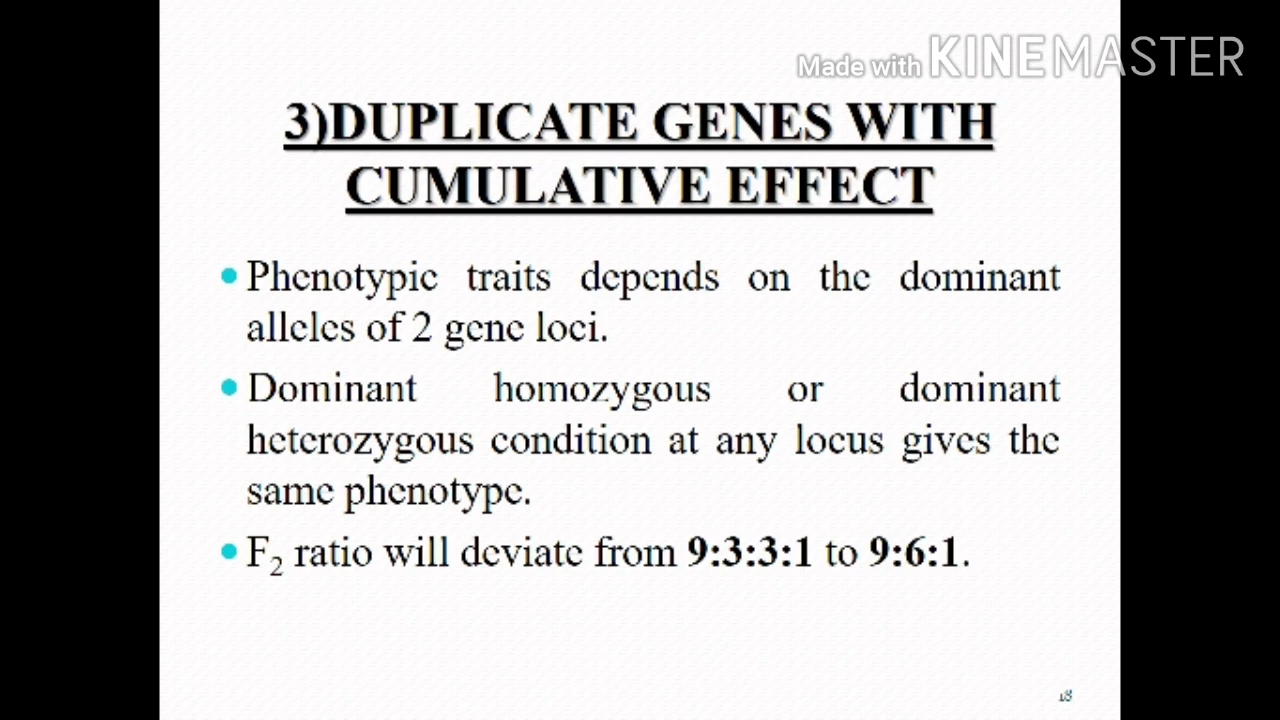 Made with KINEMASTER
3)DUPLICATE GENES WITH
CUMULATIVE EFFECT
• Phenotypic traits depends on the dominant
alleles of 2 gene loci.
• Dominant homozygous or dominant
heterozygous condition at any locus gives the
same phenotype.
• F₂ ratio will deviate from 9:3:3:1 to 9:6:1.
18